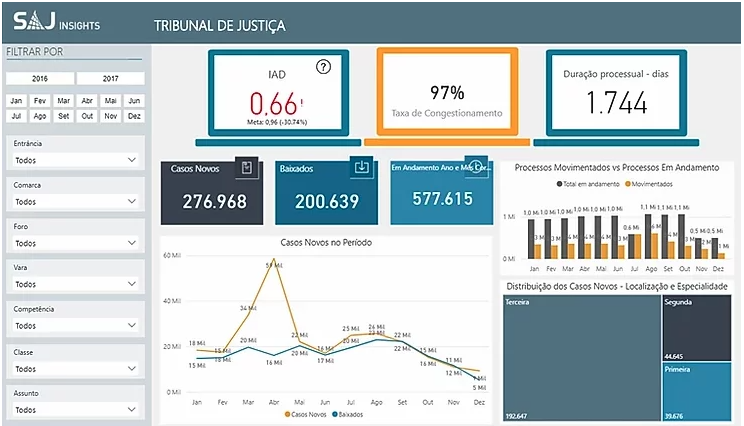 SAJ INSIGHTS
TRIBUNAL DE JUSTIÇA
FILTRAR POR
2016 2017
Jan Fev Mar Abr Mai Jun
Jul Ago Set Out Nov Dez
Entrância
Todos
Comarca
Todos
Foro
Todos
Vara
Todos
Competência
Todos
Classe
Todos
Assunto
Todos
IAD ?
0,66!
Meta: 0,96 (-30.74%)
97%
Taxa de Congestionamento
Duração processual - dias
1.744
Casos Novos
276.968
Baixados
200.639
Em Andamento Ano e Mês
577.615
Casos Novos no Período
60 Mil
40 Mil
20 Mil
0 Mil
18 Mil
15 Mil
15 Mil
18 Mil
34 Mil
20 Mil
59 Mil
16 Mil
22 Mil
20 Mil
16 Mil
17 Mil
25 Mil
20 Mil
26 Mil
23 Mil
22 Mil
22 Mil
15 Mil
16 Mil
11 Mil
12 Mil
5 Mil
Jan Fev Mar Abr Mai Jun Jul Ago Set Out Nov Dez
Casos Novos Baixados
Processos Movimentados vs Processos Em Andamento
Total em andamento Movimentados
1 Mi
0 Mi
1,0 Mi 1,0 Mi 1,0 Mi 1,0 Mi 1,0 Mi 1,0 Mi 0,6 Mi 1,1 Mi 1,1 Mi 1,1 Mi 0,5 Mi 0,5 Mi
Jan Fev Mar Abr Mai Jun Jul Ago Set Out Nov Dez
Distribuição dos Casos Novos - Localização e Especialidade
Terceira
192.647
Segunda
44.645
Primeira
39.676